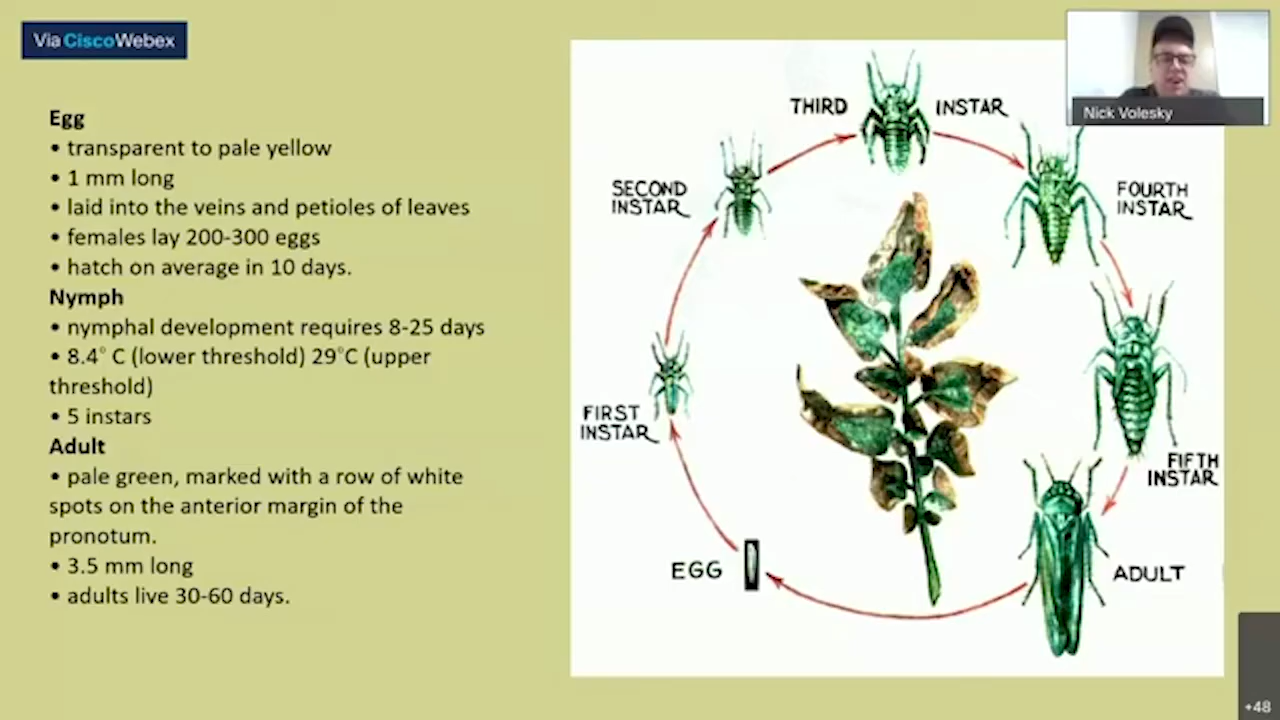 Via CiscoWebex
Egg
• transparent to pale yellow
• 1 mm long
• laid into the veins and petioles of leaves
• females lay 200-300 eggs
• hatch on average in 10 days.
Nymph
• nymphal development requires 8-25 days
• 8.4° C (lower threshold) 29°C (upper
threshold)
• 5 instars
Adult
• pale green, marked with a row of white
spots on the anterior margin of the
pronotum.
• 3.5 mm long
• adults live 30-60 days.
THIRD INSTAR
SECOND
INSTAR
FOURTH
INSTAR
FIRST
INSTAR
FIFTH
INSTAR
EGG
ADULT
Nick Volesky
+48